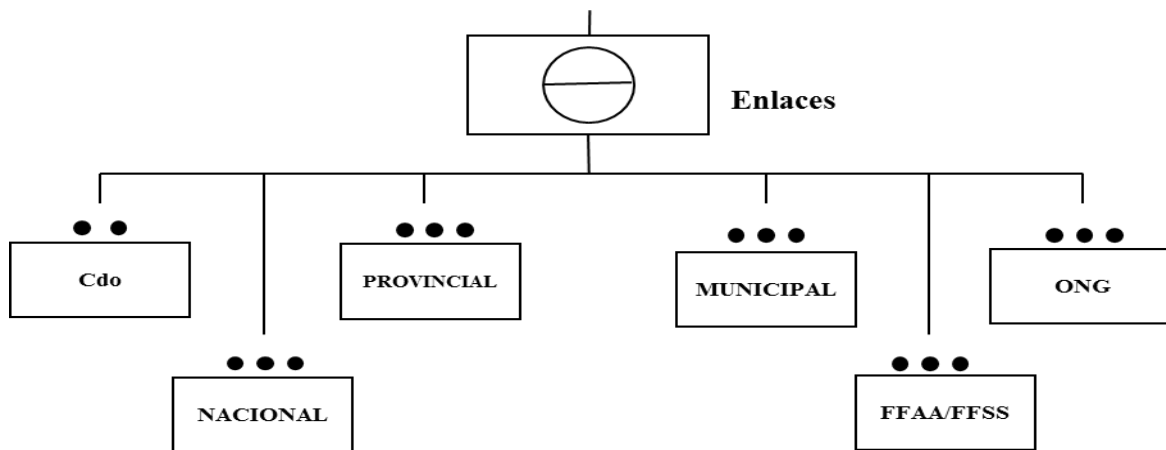 Enlaces
Cdo
PROVINCIAL
MUNICIPAL
ONG
NACIONAL
FFAA/FFSS